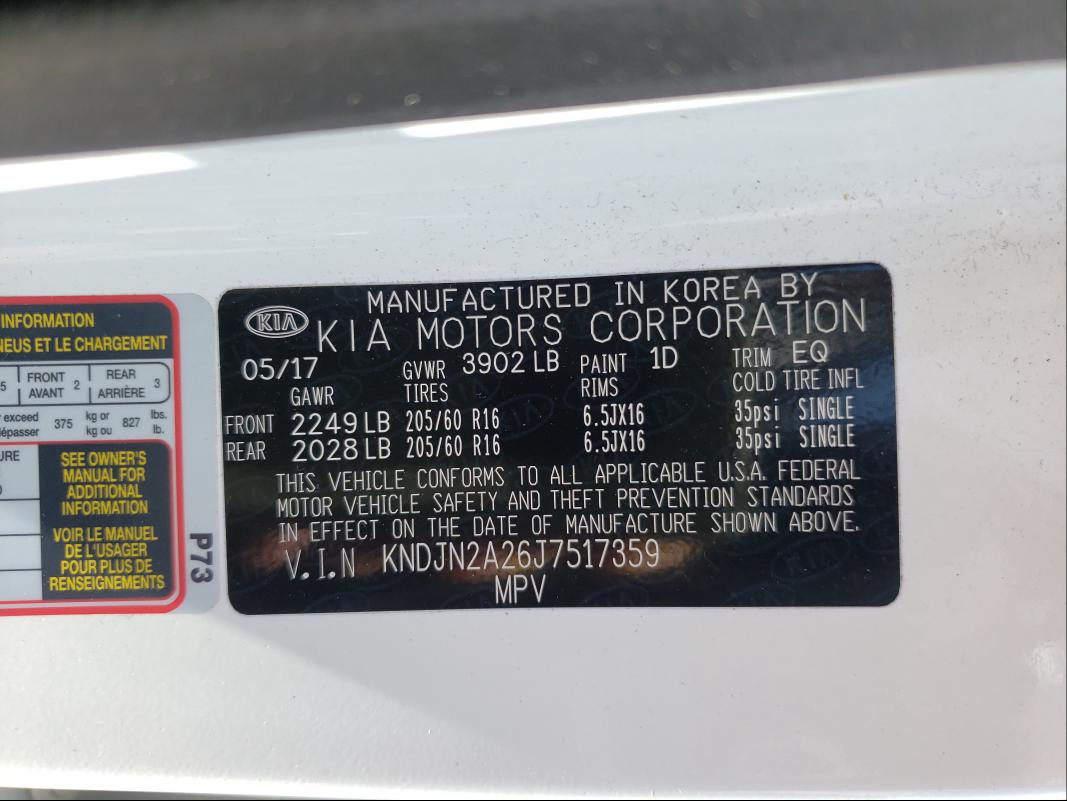 INFORMATION
NEUS ET LE CHARGEMENT
5 FRONT AVANT 2 REAR ARRIÈRE 3
exceed 375 kg or 827 lbs.
dépasser kg ou lb.
URE
SEE OWNER'S
MANUAL FOR
ADDITIONAL
INFORMATION
VOIR LE MANUEL
DE L'USAGER
POUR PLUS DE
RENSEIGNEMENTS
P73
MANUFACTURED IN KOREA BY
KIA KIA MOTORS CORPORATION
05/17 GVWR 3902 LB PAINT 1D TRIM EQ
GAWR TIRES RIMS COLD TIRE INFL
FRONT 2249 LB 205/60 R16 6.5JX16 35psi SINGLE
REAR 2028 LB 205/60 R16 6.5JX16 35psi SINGLE
THIS VEHICLE CONFORMS TO ALL APPLICABLE U.S.A. FEDERAL
MOTOR VEHICLE SAFETY AND THEFT PREVENTION STANDARDS
IN EFFECT ON THE DATE OF MANUFACTURE SHOWN ABOVE.
V.I.N KNDJN2A26J7517359
MPV